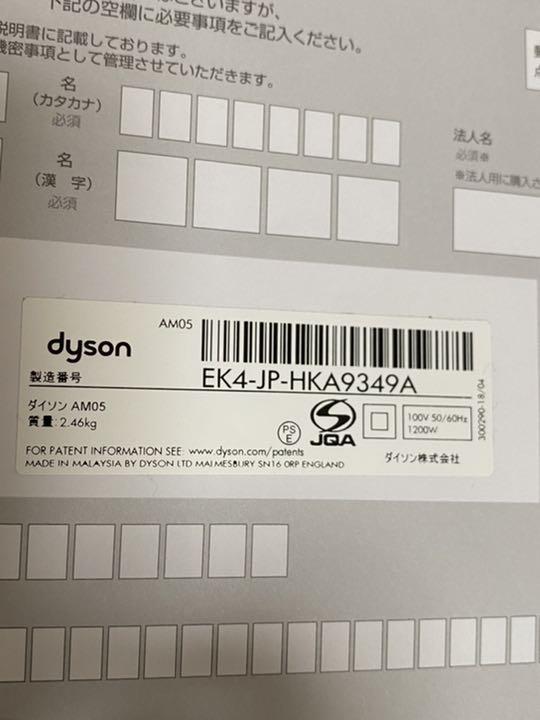 下記の空欄に必要事項をご記入ください。
説明書に記載しております。
機密事項として管理させていただきます。
名
(カタカナ)
必須
法人名
必須※
※法人用に購入さ
名
(漢 字)
必須
dyson
AM05
製造番号
EK4-JP-HKA9349A
ダイソン AM05
質量:2.46kg
PS
E
JQA
100V 50/60Hz
1200W
300290-18/04
FOR PATENT INFORMATION SEE: www.dyson.com/patents
MADE IN MALAYSIA BY DYSON LTD MALMESBURY SN16 0RP ENGLAND
ダイソン株式会社